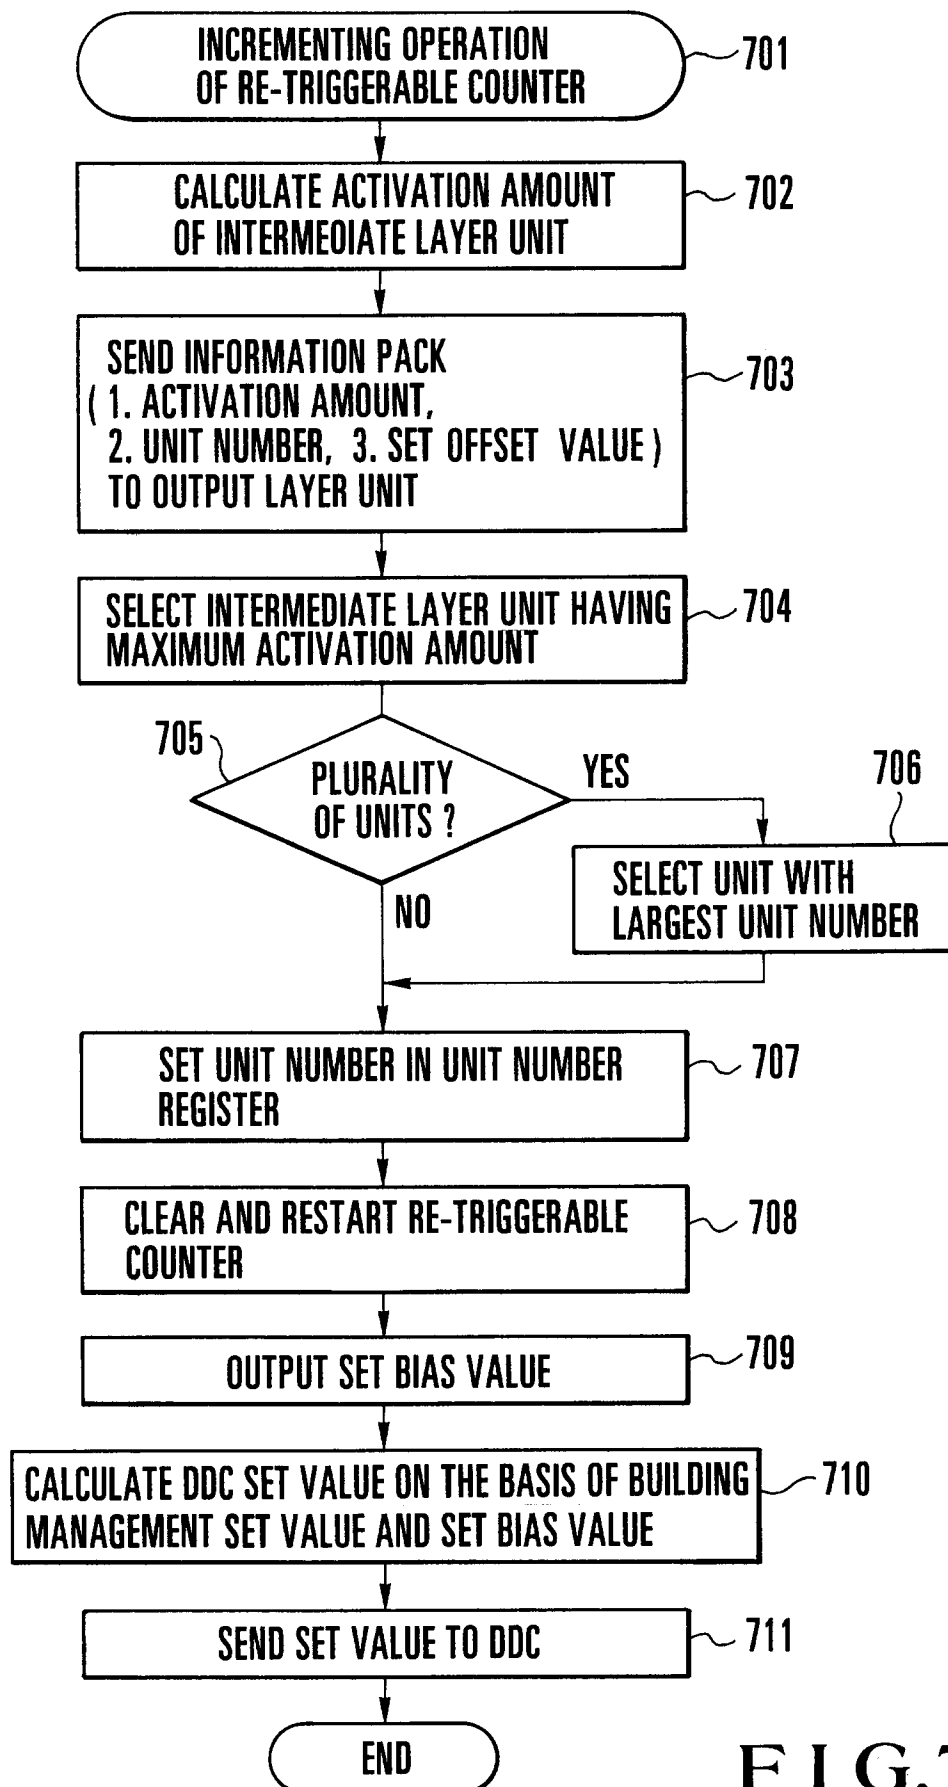 INCREMENTING OPERATION
OF RE-TRIGGERABLE COUNTER
701
CALCULATE ACTIVATION AMOUNT
OF INTERMEDIATE LAYER UNIT
702
SEND INFORMATION PACK
( 1. ACTIVATION AMOUNT,
2. UNIT NUMBER, 3. SET OFFSET VALUE )
TO OUTPUT LAYER UNIT
703
SELECT INTERMEDIATE LAYER UNIT HAVING
MAXIMUM ACTIVATION AMOUNT
704
705
PLURALITY
OF UNITS ?
YES
706
SELECT UNIT WITH
LARGEST UNIT NUMBER
NO
SET UNIT NUMBER IN UNIT NUMBER
REGISTER
707
CLEAR AND RESTART RE-TRIGGERABLE
COUNTER
708
OUTPUT SET BIAS VALUE
709
CALCULATE DDC SET VALUE ON THE BASIS OF BUILDING
MANAGEMENT SET VALUE AND SET BIAS VALUE
710
SEND SET VALUE TO DDC
711
END
FIG.